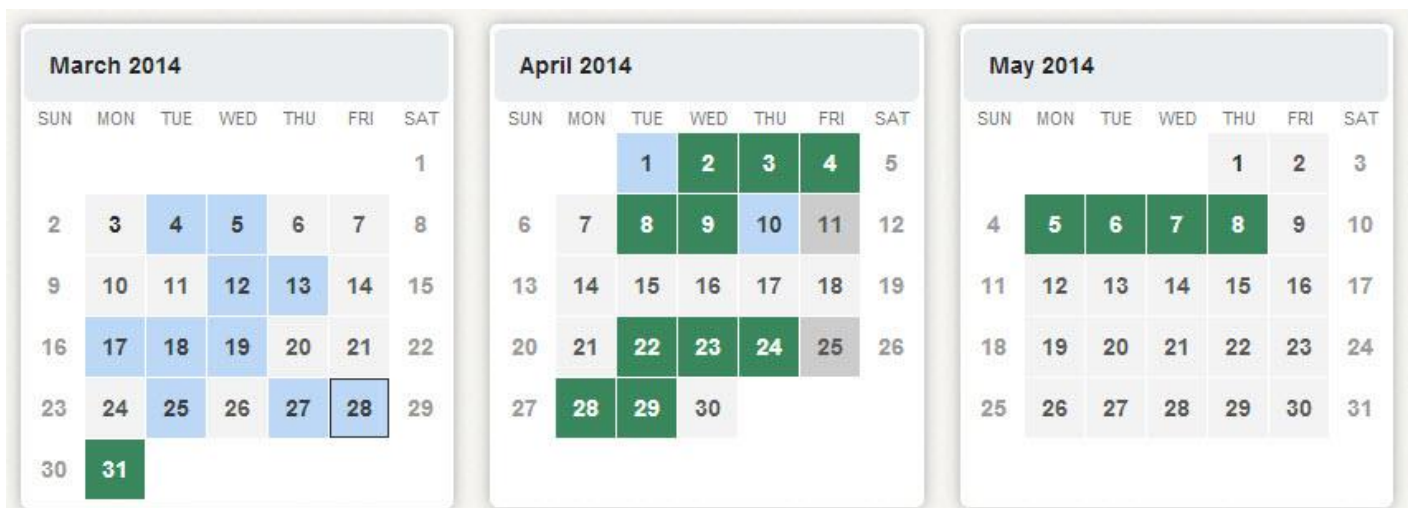 March 2014
SUN MON TUE WED THU FRI SAT
1
2 3 4 5 6 7 8
9 10 11 12 13 14 15
16 17 18 19 20 21 22
23 24 25 26 27 28 29
30 31
April 2014
SUN MON TUE WED THU FRI SAT
1 2 3 4 5
6 7 8 9 10 11 12
13 14 15 16 17 18 19
20 21 22 23 24 25 26
27 28 29 30
May 2014
SUN MON TUE WED THU FRI SAT
1 2 3
4 5 6 7 8 9 10
11 12 13 14 15 16 17
18 19 20 21 22 23 24
25 26 27 28 29 30 31